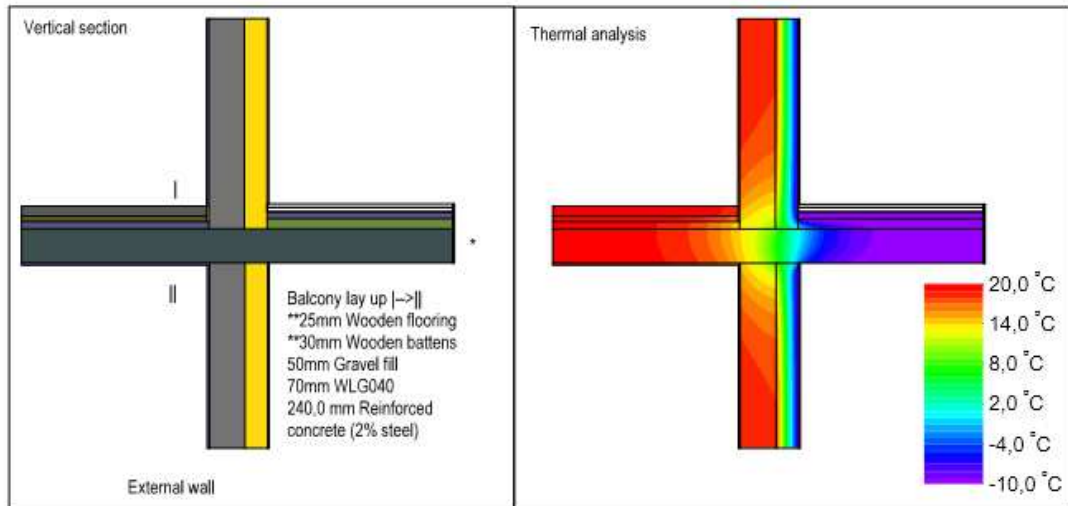 Vertical section
|
||
*
Balcony lay up |-->||
**25mm Wooden flooring
**30mm Wooden battens
50mm Gravel fill
70mm WLG040
240,0 mm Reinforced
concrete (2% steel)
External wall
Thermal analysis
20,0 °C
14,0 °C
8,0 °C
2,0 °C
-4,0 °C
-10,0 °C